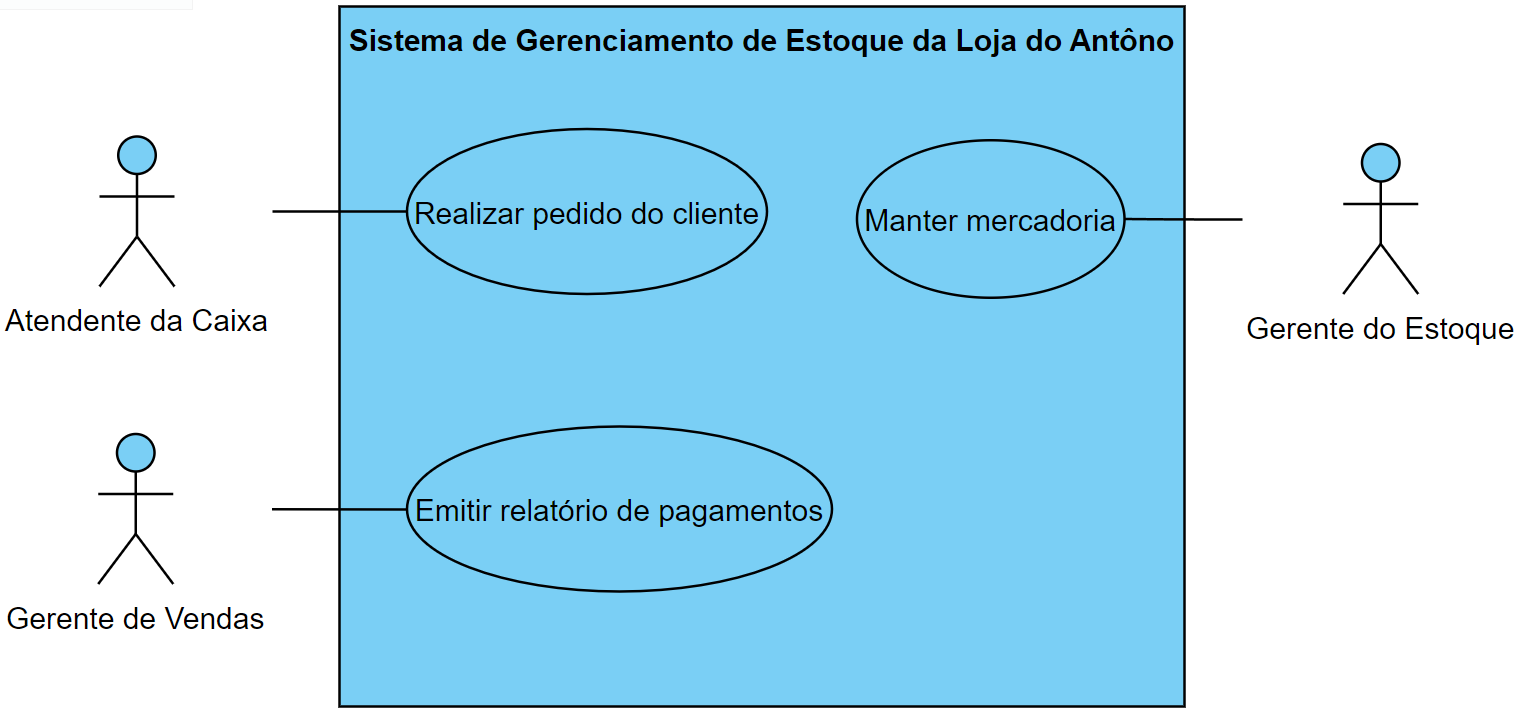 Sistema de Gerenciamento de Estoque da Loja do Antôno
Realizar pedido do cliente
Manter mercadoria
Atendente da Caixa
Gerente do Estoque
Emitir relatório de pagamentos
Gerente de Vendas